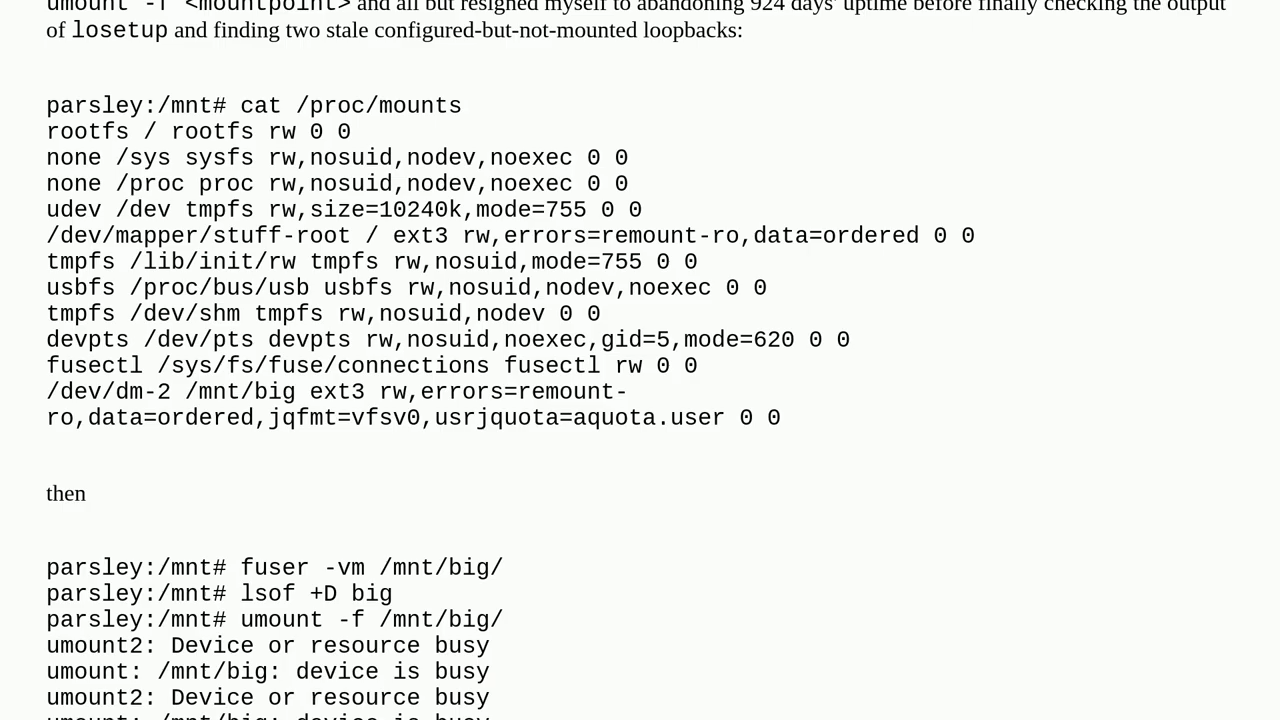 umount -f <mountpoint> and all but resigned myself to abandoning 924 days' uptime before finally checking the output
of losetup and finding two stale configured-but-not-mounted loopbacks:
parsley:/mnt# cat /proc/mounts
rootfs / rootfs rw 0 0
none /sys sysfs rw,nosuid,nodev,noexec 0 0
none /proc proc rw,nosuid,nodev,noexec 0 0
udev /dev tmpfs rw,size=10240k,mode=755 0 0
/dev/mapper/stuff-root / ext3 rw,errors=remount-ro,data=ordered 0 0
tmpfs /lib/init/rw tmpfs rw,nosuid,mode=755 0 0
usbfs /proc/bus/usb usbfs rw,nosuid,nodev,noexec 0 0
tmpfs /dev/shm tmpfs rw,nosuid,nodev 0 0
devpts /dev/pts devpts rw,nosuid,noexec,gid=5,mode=620 0 0
fusectl /sys/fs/fuse/connections fusectl rw 0 0
/dev/dm-2 /mnt/big ext3 rw,errors=remount-
ro,data=ordered,jqfmt=vfsv0,usrjquota=aquota.user 0 0
then
parsley:/mnt# fuser -vm /mnt/big/
parsley:/mnt# lsof +D big
parsley:/mnt# umount -f /mnt/big/
umount2: Device or resource busy
umount: /mnt/big: device is busy
umount2: Device or resource busy
umount: /mnt/big: device is busy